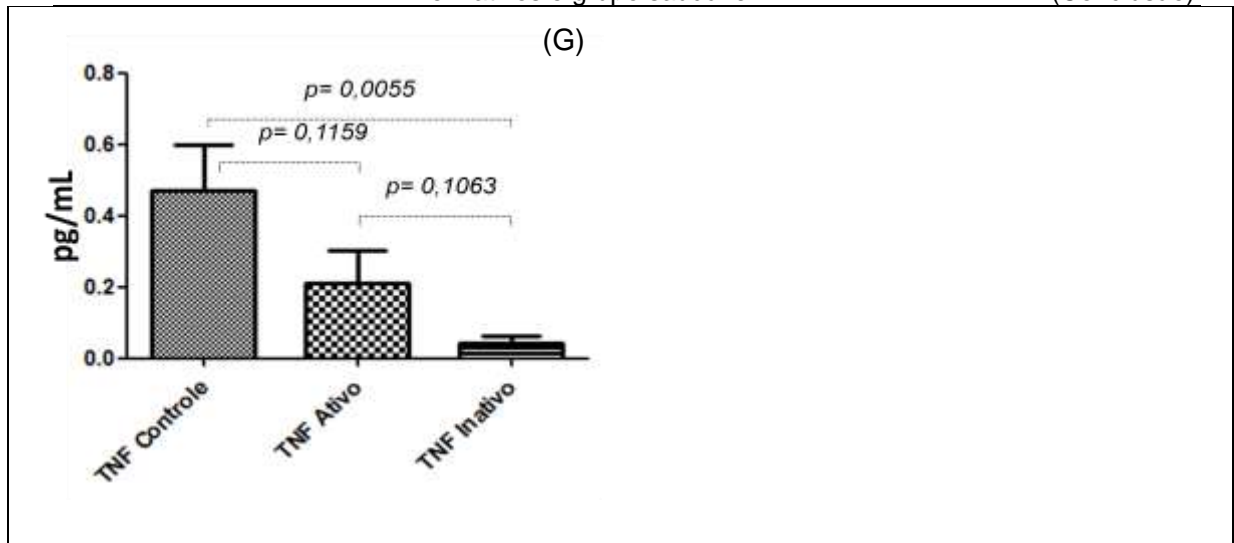 (G)
0.8
p= 0,0055
0.6
p= 0,1159
p= 0,1063
0.4
0.2
0.0
pg/mL
TNF Controle
TNF Ativo
TNF Inativo